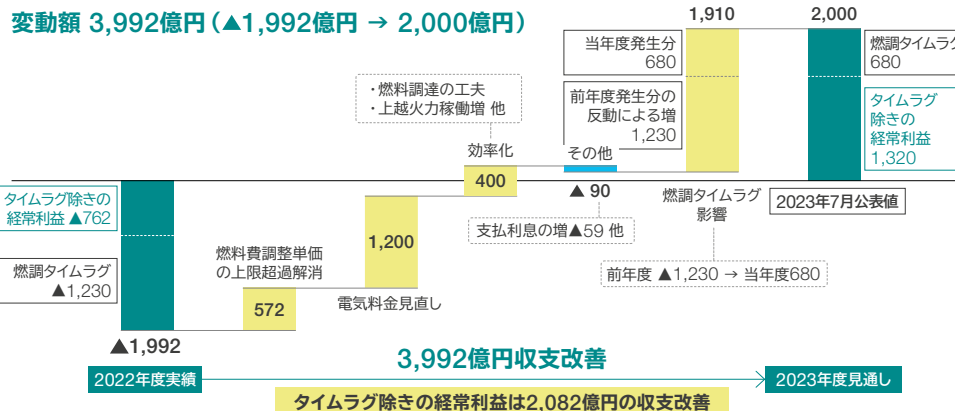 変動額 3,992億円（▲1,992億円 → 2,000億円）
1,910
2,000
当年度発生分
680
燃調タイムラグ
680
・燃料調達の工夫
・上越火力稼働増 他
前年度発生分の
反動による増
1,230
タイムラグ
除きの
経常利益
1,320
効率化
その他
400
タイムラグ除きの
経常利益 ▲762
▲ 90
燃調タイムラグ
影響
2023年7月公表値
支払利息の増▲59 他
1,200
燃料費調整単価
の上限超過解消
燃調タイムラグ
▲1,230
前年度 ▲1,230 → 当年度680
572
電気料金見直し
▲1,992
3,992億円収支改善
2022年度実績
2023年度見通し
タイムラグ除きの経常利益は2,082億円の収支改善